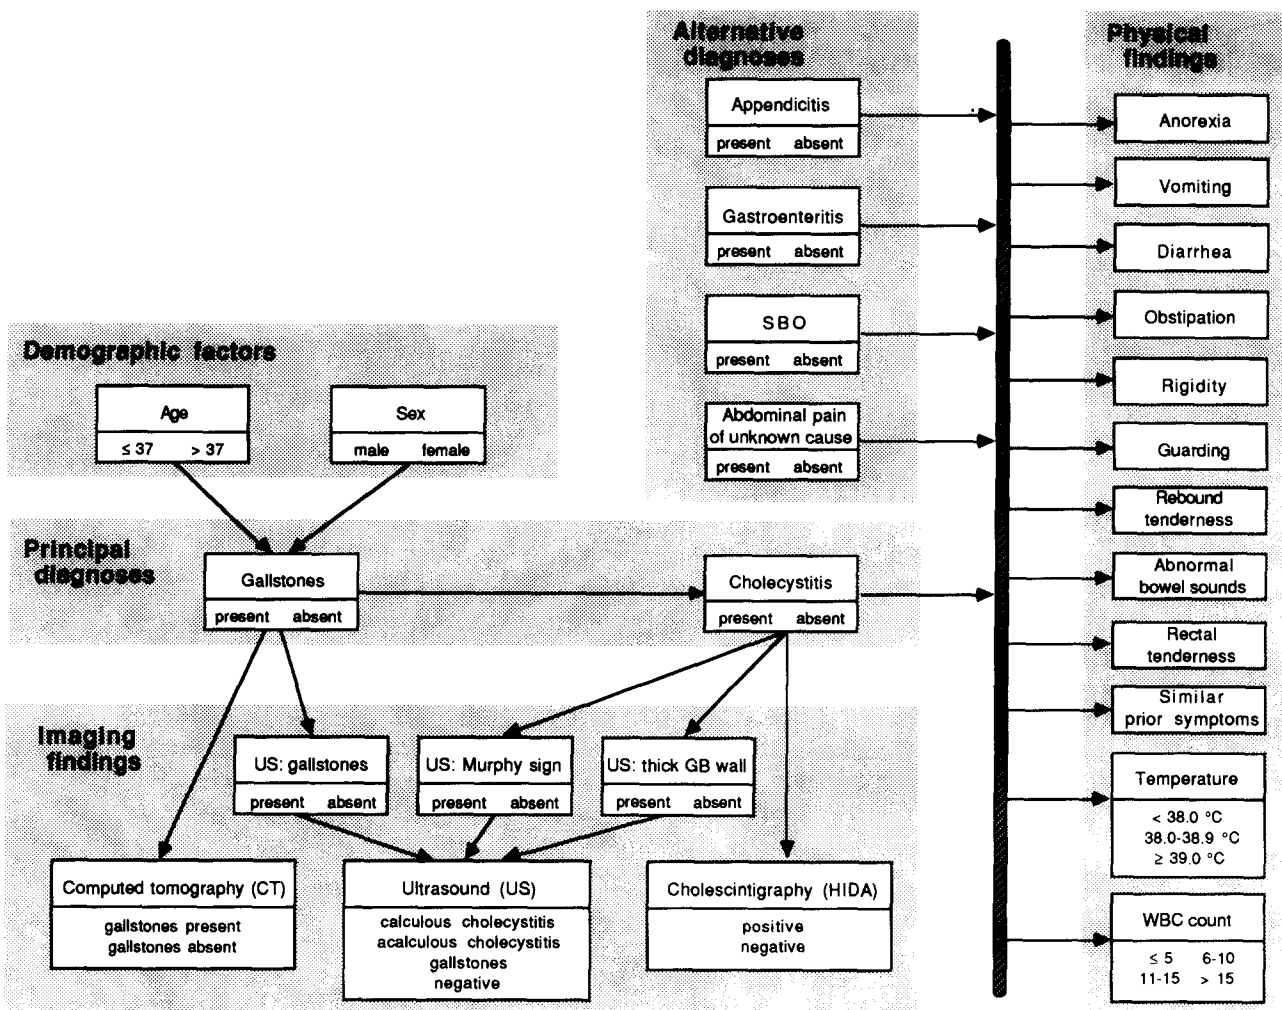 Alternative
diagnoses
Appendicitis
present absent
Gastroenteritis
present absent
SBO
present absent
Abdominal pain
of unknown cause
present absent
Demographic factors
Age
≤ 37 > 37
Sex
male female
Principal
diagnoses
Gallstones
present absent
Cholecystitis
present absent
Imaging
findings
US: gallstones
present absent
US: Murphy sign
present absent
US: thick GB wall
present absent
Computed tomography (CT)
gallstones present
gallstones absent
Ultrasound (US)
calculous cholecystitis
acalculous cholecystitis
gallstones
negative
Cholescintigraphy (HIDA)
positive
negative
Physical
findings
Anorexia
Vomiting
Diarrhea
Obstipation
Rigidity
Guarding
Rebound
tenderness
Abnormal
bowel sounds
Rectal
tenderness
Similar
prior symptoms
Temperature
< 38.0 °C
38.0-38.9 °C
≥ 39.0 °C
WBC count
≤ 5 6-10
11-15 > 15